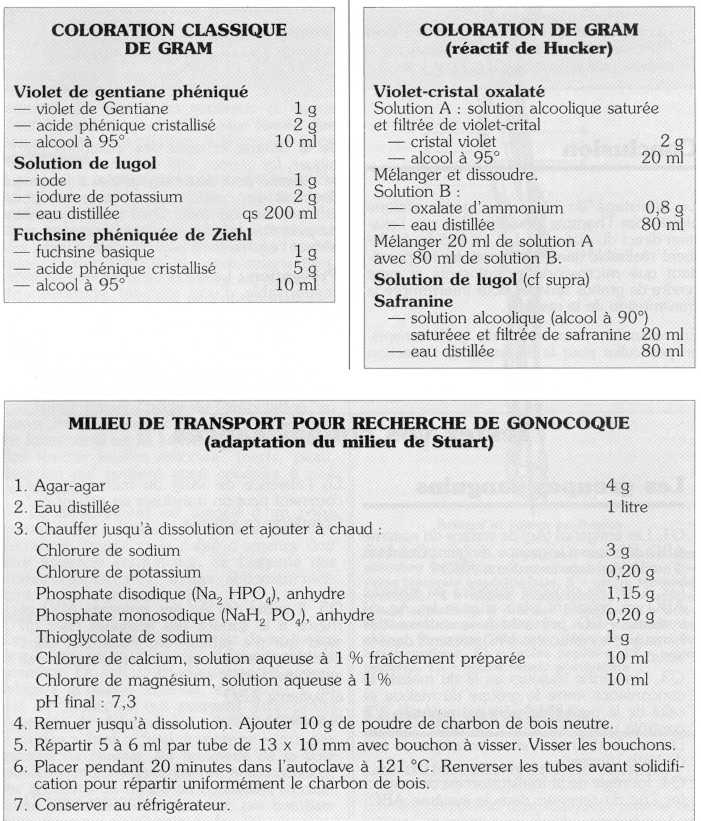 COLORATION CLASSIQUE
DE GRAM
Violet de gentiane phéniqué
— violet de Gentiane 1 g
— acide phénique cristallisé 2 g
— alcool à 95° 10 ml
Solution de lugol
— iode 1 g
— iodure de potassium 2 g
— eau distillée qs 200 ml
Fuchsine phéniquée de Ziehl
— fuchsine basique 1 g
— acide phénique cristallisé 5 g
— alcool à 95° 10 ml
COLORATION DE GRAM
(réactif de Hucker)
Violet-cristal oxalaté
Solution A : solution alcoolique saturée
et filtrée de violet-crital
— cristal violet 2 g
— alcool à 95° 20 ml
Mélanger et dissoudre.
Solution B :
— oxalate d'ammonium 0,8 g
— eau distillée 80 ml
Mélanger 20 ml de solution A
avec 80 ml de solution B.
Solution de lugol (cf supra)
Safranine
— solution alcoolique (alcool à 90°)
saturéee et filtrée de safranine 20 ml
— eau distillée 80 ml
MILIEU DE TRANSPORT POUR RECHERCHE DE GONOCOQUE
(adaptation du milieu de Stuart)
1. Agar-agar 4 g
2. Eau distillée 1 litre
3. Chauffer jusqu'à dissolution et ajouter à chaud :
Chlorure de sodium 3 g
Chlorure de potassium 0,20 g
Phosphate disodique (Na₂ HPO₄), anhydre 1,15 g
Phosphate monosodique (NaH₂ PO₄), anhydre 0,20 g
Thioglycolate de sodium 1 g
Chlorure de calcium, solution aqueuse à 1 % fraîchement préparée 10 ml
Chlorure de magnésium, solution aqueuse à 1 % 10 ml
pH final : 7,3
4. Remuer jusqu'à dissolution. Ajouter 10 g de poudre de charbon de bois neutre.
5. Répartir 5 à 6 ml par tube de 13 x 10 mm avec bouchon à visser. Visser les bouchons.
6. Placer pendant 20 minutes dans l'autoclave à 121 °C. Renverser les tubes avant solidifi-
cation pour répartir uniformément le charbon de bois.
7. Conserver au réfrigérateur.